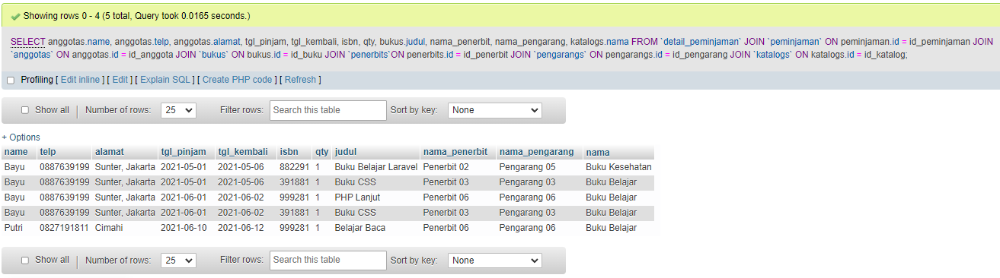 Showing rows 0 - 4 (5 total, Query took 0.0165 seconds.)
SELECT anggotas.name, anggotas.telp, anggotas.alamat, tgl_pinjam, tgl_kembali, isbn, qty, bukus.judul, nama_penerbit, nama_pengarang, katalogs.nama FROM `detail_peminjaman` JOIN `peminjaman` ON peminjaman.id = id_peminjaman JOIN
`anggotas` ON anggotas.id = id_anggota JOIN `bukus` ON bukus.id = id_buku JOIN `penerbits`ON penerbits.id = id_penerbit JOIN `pengarangs` ON pengarangs.id = id_pengarang JOIN `katalogs` ON katalogs.id = id_katalog;
Profiling [ Edit inline ] [ Edit ] [ Explain SQL ] [ Create PHP code ] [ Refresh ]
Show all Number of rows: 25 Filter rows: Search this table Sort by key: None
+ Options
name telp alamat tgl_pinjam tgl_kembali isbn qty judul nama_penerbit nama_pengarang nama
Bayu 0887639199 Sunter, Jakarta 2021-05-01 2021-05-06 882291 1 Buku Belajar Laravel Penerbit 02 Pengarang 05 Buku Kesehatan
Bayu 0887639199 Sunter, Jakarta 2021-05-01 2021-05-06 391881 1 Buku CSS Penerbit 03 Pengarang 03 Buku Belajar
Bayu 0887639199 Sunter, Jakarta 2021-06-01 2021-06-02 999281 1 PHP Lanjut Penerbit 06 Pengarang 06 Buku Belajar
Bayu 0887639199 Sunter, Jakarta 2021-06-01 2021-06-02 391881 1 Buku CSS Penerbit 03 Pengarang 03 Buku Belajar
Putri 0827191811 Cimahi 2021-06-10 2021-06-12 999281 1 Belajar Baca Penerbit 06 Pengarang 06 Buku Belajar
Show all Number of rows: 25 Filter rows: Search this table Sort by key: None